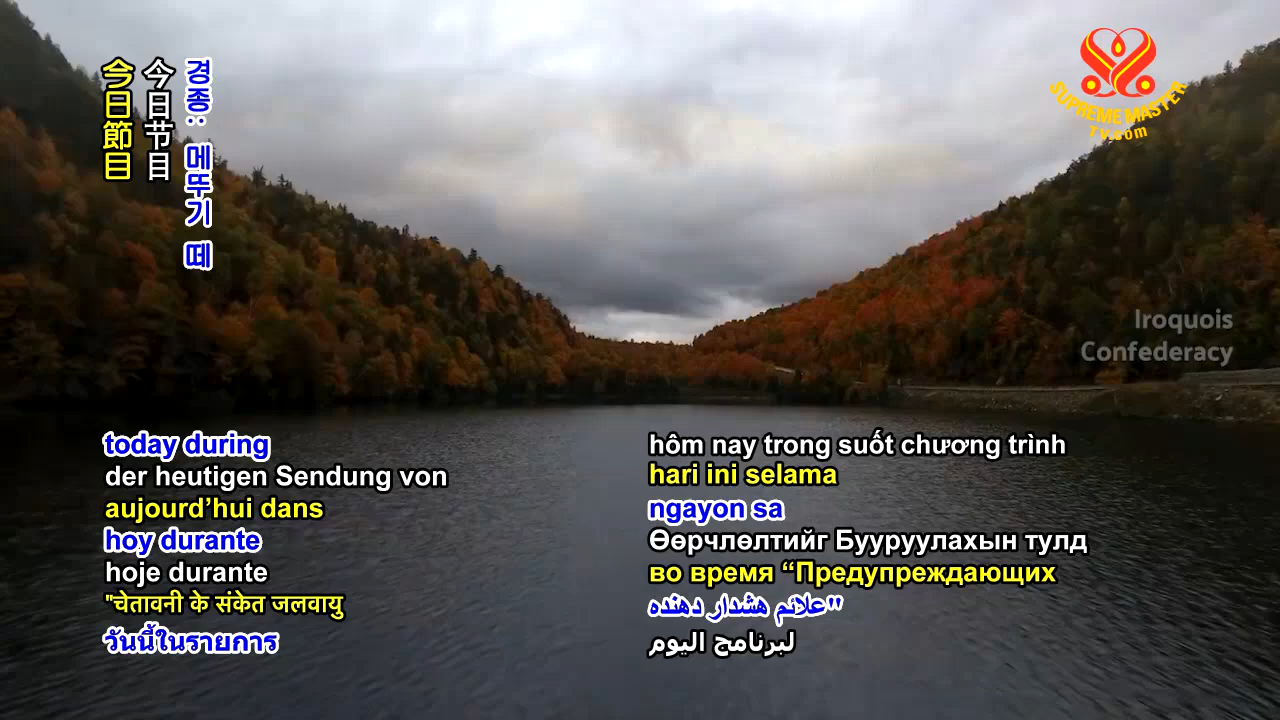 今日節目
今日节目
경종: 메뚜기 떼
SUPREME MASTER
TV.com
Iroquois
Confederacy
today during
der heutigen Sendung von
aujourd’hui dans
hoy durante
hoje durante
"चेतावनी के संकेत जलवायु
วันนี้ในรายการ
hôm nay trong suốt chương trình
hari ini selama
ngayon sa
Өөрчлөлтийг Бууруулахын тулд
во время “Предупреждающих
علائم هشدار دهنده"
لبرنامج اليوم